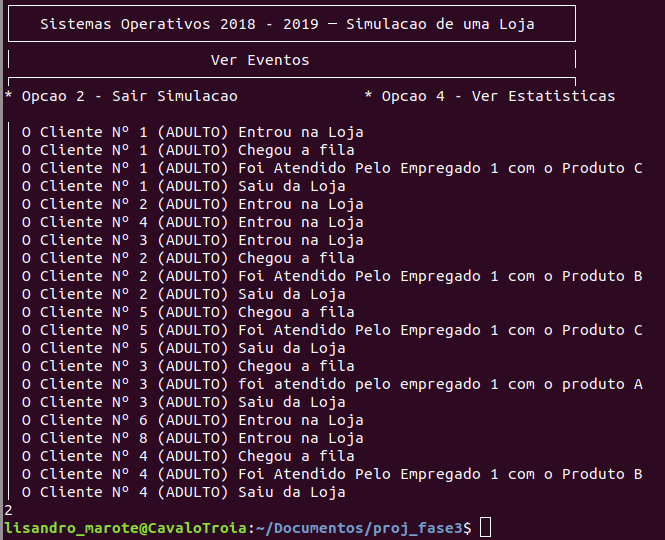 Sistemas Operativos 2018 - 2019 — Simulacao de uma Loja
Ver Eventos
* Opcao 2 - Sair Simulacao * Opcao 4 - Ver Estatisticas
O Cliente Nº 1 (ADULTO) Entrou na Loja
O Cliente Nº 1 (ADULTO) Chegou a fila
O Cliente Nº 1 (ADULTO) Foi Atendido Pelo Empregado 1 com o Produto C
O Cliente Nº 1 (ADULTO) Saiu da Loja
O Cliente Nº 2 (ADULTO) Entrou na Loja
O Cliente Nº 4 (ADULTO) Entrou na Loja
O Cliente Nº 3 (ADULTO) Entrou na Loja
O Cliente Nº 2 (ADULTO) Chegou a fila
O Cliente Nº 2 (ADULTO) Foi Atendido Pelo Empregado 1 com o Produto B
O Cliente Nº 2 (ADULTO) Saiu da Loja
O Cliente Nº 5 (ADULTO) Chegou a fila
O Cliente Nº 5 (ADULTO) Foi Atendido Pelo Empregado 1 com o Produto C
O Cliente Nº 5 (ADULTO) Saiu da Loja
O Cliente Nº 3 (ADULTO) Chegou a fila
O Cliente Nº 3 (ADULTO) foi atendido pelo empregado 1 com o produto A
O Cliente Nº 3 (ADULTO) Saiu da Loja
O Cliente Nº 6 (ADULTO) Entrou na Loja
O Cliente Nº 8 (ADULTO) Entrou na Loja
O Cliente Nº 4 (ADULTO) Chegou a fila
O Cliente Nº 4 (ADULTO) Foi Atendido Pelo Empregado 1 com o Produto B
O Cliente Nº 4 (ADULTO) Saiu da Loja
2
lisandro_marote@CavaloTroia:~/Documentos/proj_fase3$